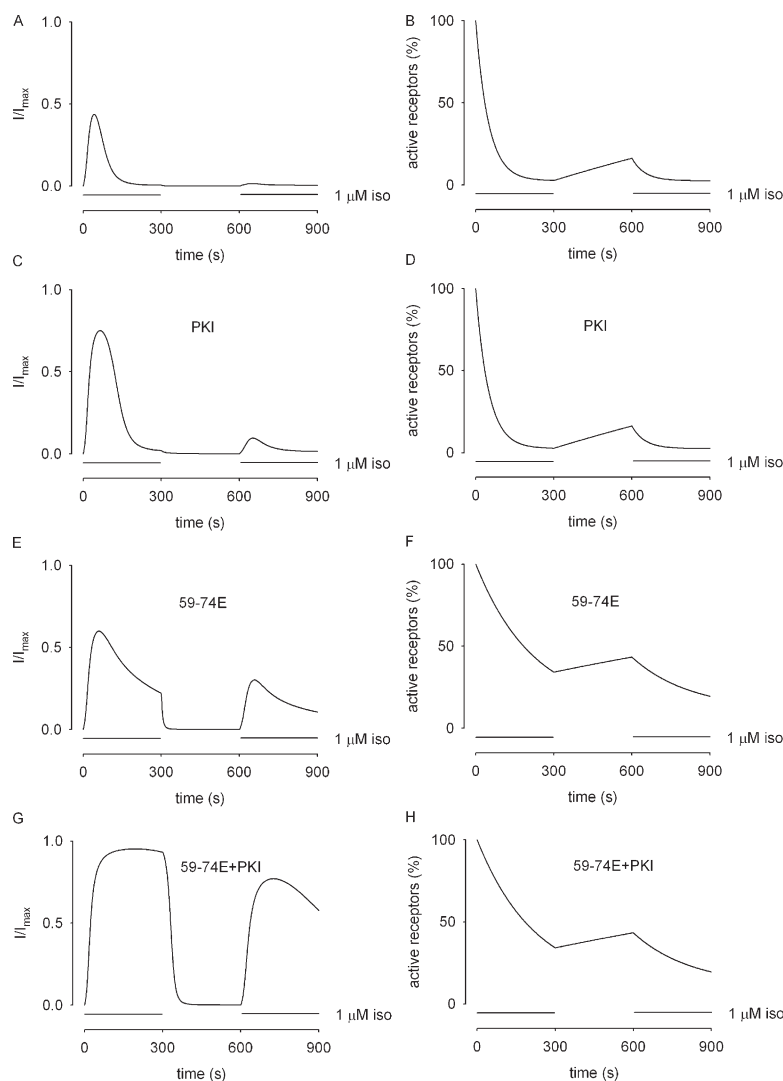 A
1.0
0.5
0.0
I/Imax
1 μM iso
0 300 600 900
time (s)
B
100
50
0
active receptors (%)
1 μM iso
0 300 600 900
time (s)
C
1.0
0.5
0.0
I/Imax
PKI
1 μM iso
0 300 600 900
time (s)
D
100
50
0
active receptors (%)
PKI
1 μM iso
0 300 600 900
time (s)
E
1.0
0.5
0.0
I/Imax
59-74E
1 μM iso
0 300 600 900
time (s)
F
100
50
0
active receptors (%)
59-74E
1 μM iso
0 300 600 900
time (s)
G
1.0
0.5
0.0
I/Imax
59-74E+PKI
1 μM iso
0 300 600 900
time (s)
H
100
50
0
active receptors (%)
59-74E+PKI
1 μM iso
0 300 600 900
time (s)